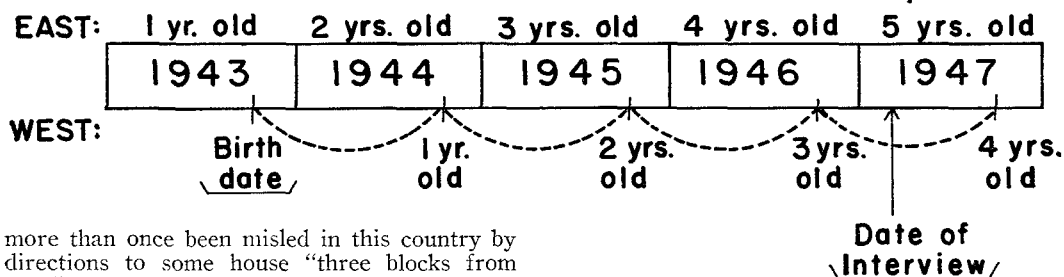 EAST: 1 yr. old 2 yrs. old 3 yrs. old 4 yrs. old 5 yrs. old
1943 1944 1945 1946 1947
WEST:
Birth date
1 yr. old
2 yrs. old
3 yrs. old
4 yrs. old
Date of Interview
more than once been misled in this country by
directions to some house "three blocks from